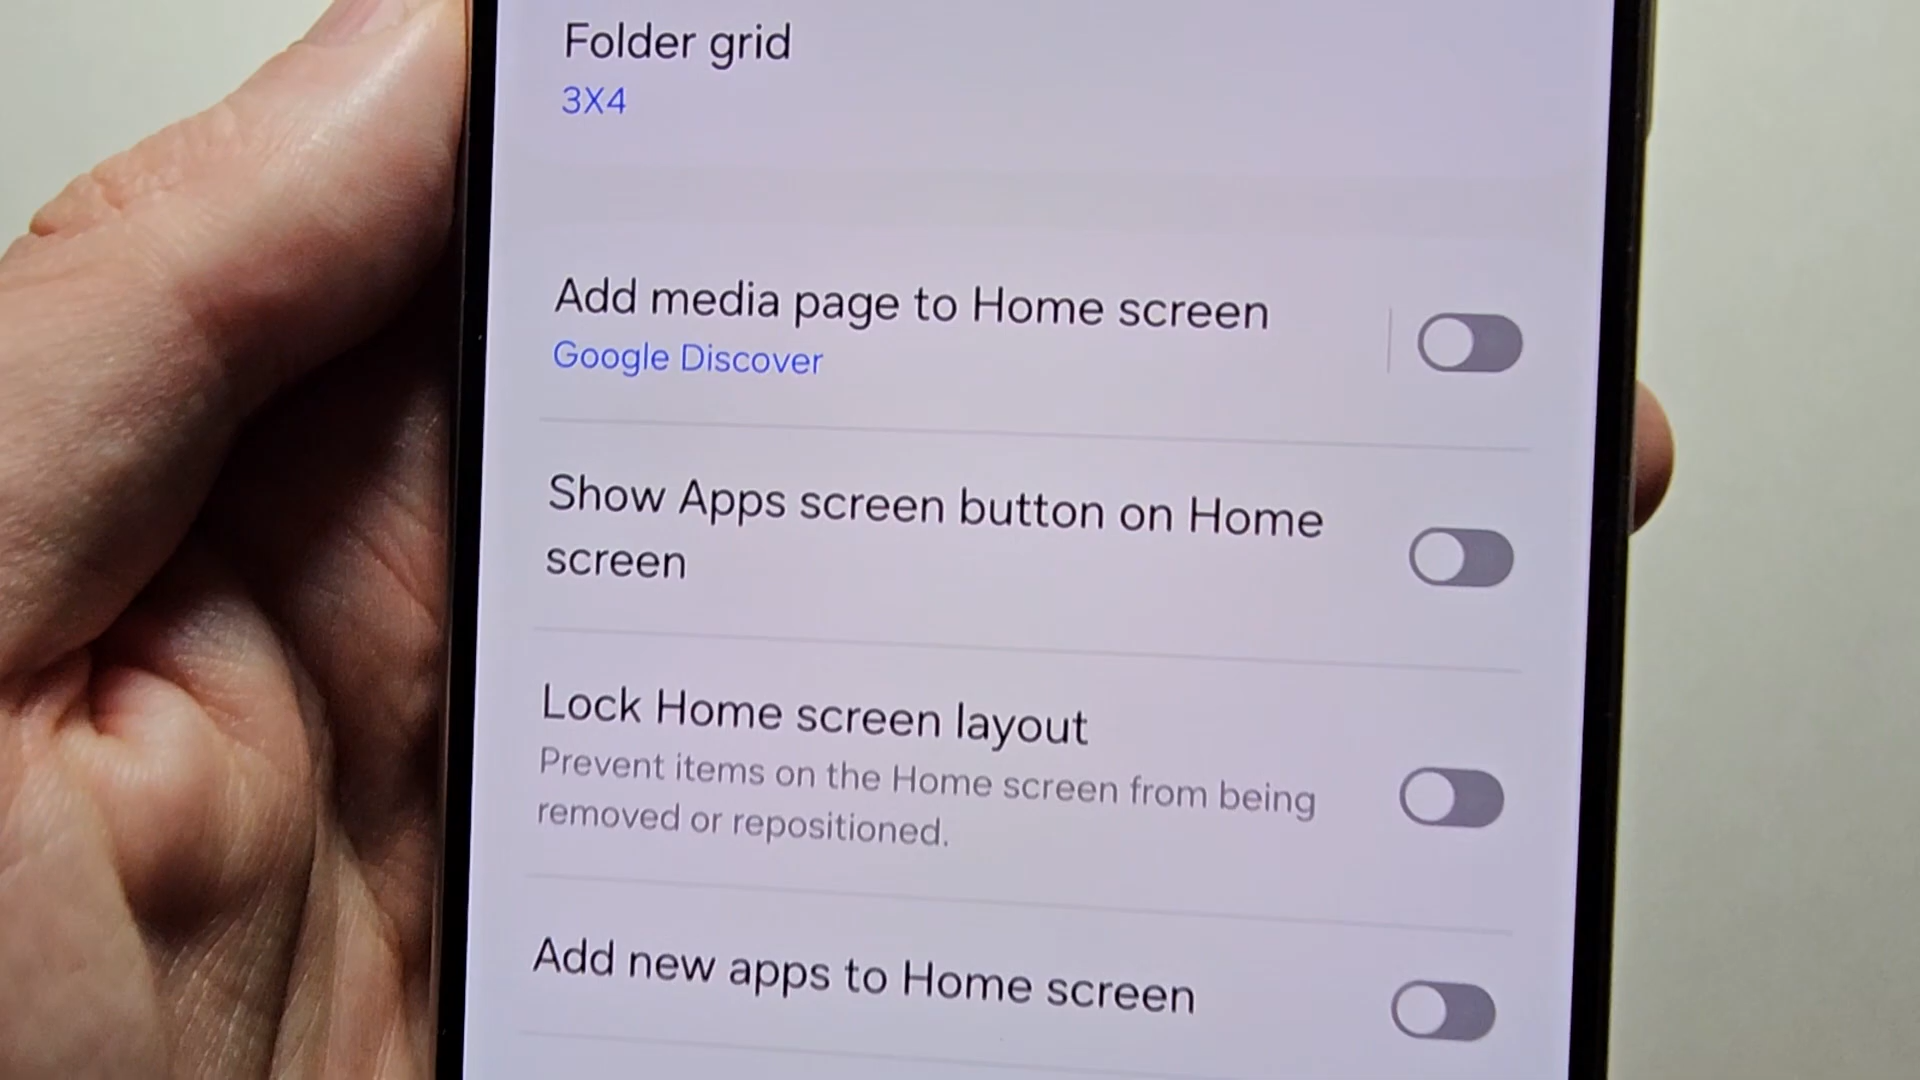 Folder grid
3X4
Add media page to Home screen
Google Discover
Show Apps screen button on Home
screen
Lock Home screen layout
Prevent items on the Home screen from being
removed or repositioned.
Add new apps to Home screen